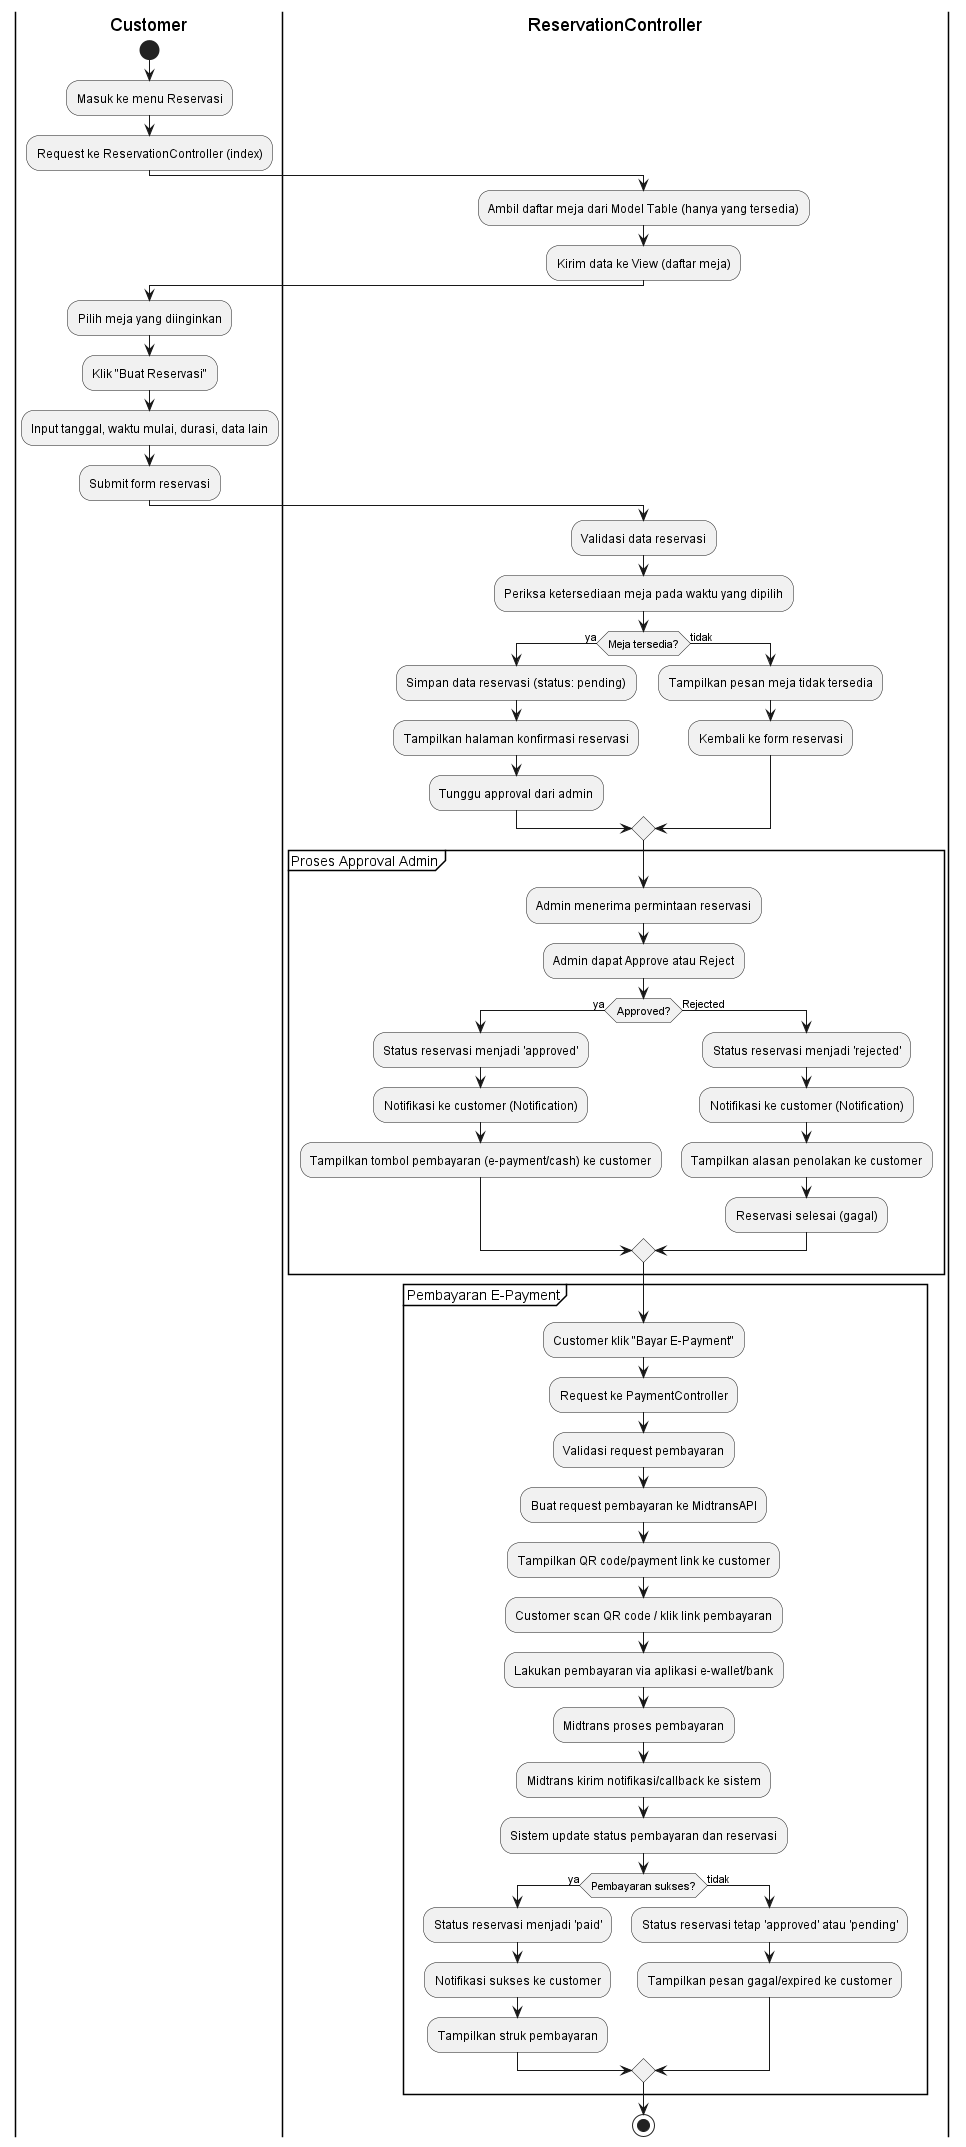 Customer
ReservationController
Masuk ke menu Reservasi
Request ke ReservationController (index)
Ambil daftar meja dari Model Table (hanya yang tersedia)
Kirim data ke View (daftar meja)
Pilih meja yang diinginkan
Klik "Buat Reservasi"
Input tanggal, waktu mulai, durasi, data lain
Submit form reservasi
Validasi data reservasi
Periksa ketersediaan meja pada waktu yang dipilih
ya
Meja tersedia?
tidak
Simpan data reservasi (status: pending)
Tampilkan pesan meja tidak tersedia
Tampilkan halaman konfirmasi reservasi
Kembali ke form reservasi
Tunggu approval dari admin
Proses Approval Admin
Admin menerima permintaan reservasi
Admin dapat Approve atau Reject
ya
Approved?
Rejected
Status reservasi menjadi 'approved'
Status reservasi menjadi 'rejected'
Notifikasi ke customer (Notification)
Notifikasi ke customer (Notification)
Tampilkan tombol pembayaran (e-payment/cash) ke customer
Tampilkan alasan penolakan ke customer
Reservasi selesai (gagal)
Pembayaran E-Payment
Customer klik "Bayar E-Payment"
Request ke PaymentController
Validasi request pembayaran
Buat request pembayaran ke MidtransAPI
Tampilkan QR code/payment link ke customer
Customer scan QR code / klik link pembayaran
Lakukan pembayaran via aplikasi e-wallet/bank
Midtrans proses pembayaran
Midtrans kirim notifikasi/callback ke sistem
Sistem update status pembayaran dan reservasi
ya
Pembayaran sukses?
tidak
Status reservasi menjadi 'paid'
Status reservasi tetap 'approved' atau 'pending'
Notifikasi sukses ke customer
Tampilkan pesan gagal/expired ke customer
Tampilkan struk pembayaran